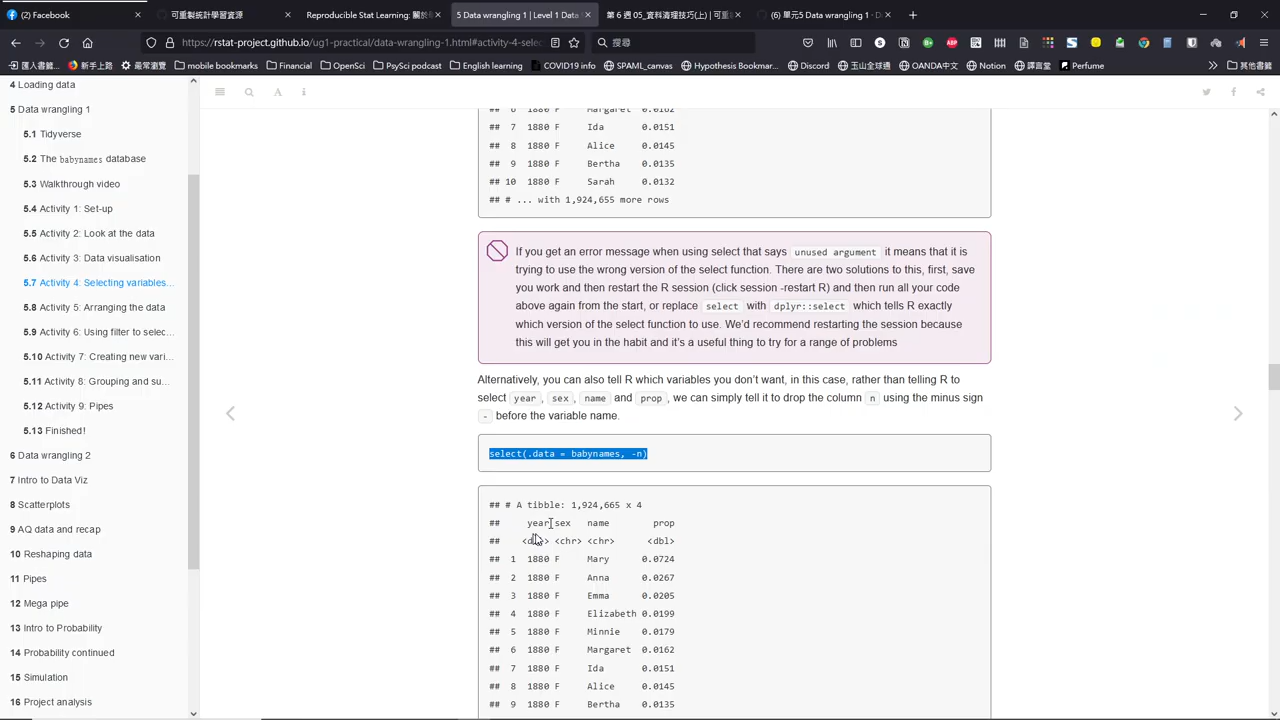 (2) Facebook
可重製統計學習資源
Reproducible Stat Learning: 關於
5 Data wrangling 1 | Level 1 Data
第 6 週 05_資料清理技巧(上) | 可重
(6) 單元5 Data wrangling 1 - D
https://rstat-project.github.io/ug1-practical/data-wrangling-1.html#activity-4-selec
搜尋
匯入書籤...
新手上路
最常瀏覽
mobile bookmarks
Financial
OpenSci
PsySci podcast
English learning
COVID19 info
SPAML_canvas
Hypothesis Bookmark...
Discord
玉山全球通
OANDA中文
Notion
譯言堂
Perfume
其他書籤
4 Loading data
5 Data wrangling 1
5.1 Tidyverse
5.2 The babynames database
5.3 Walkthrough video
5.4 Activity 1: Set-up
5.5 Activity 2: Look at the data
5.6 Activity 3: Data visualisation
5.7 Activity 4: Selecting variables...
5.8 Activity 5: Arranging the data
5.9 Activity 6: Using filter to selec...
5.10 Activity 7: Creating new vari...
5.11 Activity 8: Grouping and su...
5.12 Activity 9: Pipes
5.13 Finished!
6 Data wrangling 2
7 Intro to Data Viz
8 Scatterplots
9 AQ data and recap
10 Reshaping data
11 Pipes
12 Mega pipe
13 Intro to Probability
14 Probability continued
15 Simulation
16 Project analysis
## 6 1880 F Margaret 0.0162
## 7 1880 F Ida 0.0151
## 8 1880 F Alice 0.0145
## 9 1880 F Bertha 0.0135
## 10 1880 F Sarah 0.0132
## # ... with 1,924,655 more rows
If you get an error message when using select that says unused argument it means that it is
trying to use the wrong version of the select function. There are two solutions to this, first, save
you work and then restart the R session (click session -restart R) and then run all your code
above again from the start, or replace select with dplyr::select which tells R exactly
which version of the select function to use. We'd recommend restarting the session because
this will get you in the habit and it's a useful thing to try for a range of problems
Alternatively, you can also tell R which variables you don't want, in this case, rather than telling R to
select year, sex, name and prop, we can simply tell it to drop the column n using the minus sign
- before the variable name.
select(.data = babynames, -n)
## # A tibble: 1,924,665 x 4
## year sex name prop
## <dbl> <chr> <chr> <dbl>
## 1 1880 F Mary 0.0724
## 2 1880 F Anna 0.0267
## 3 1880 F Emma 0.0205
## 4 1880 F Elizabeth 0.0199
## 5 1880 F Minnie 0.0179
## 6 1880 F Margaret 0.0162
## 7 1880 F Ida 0.0151
## 8 1880 F Alice 0.0145
## 9 1880 F Bertha 0.0135